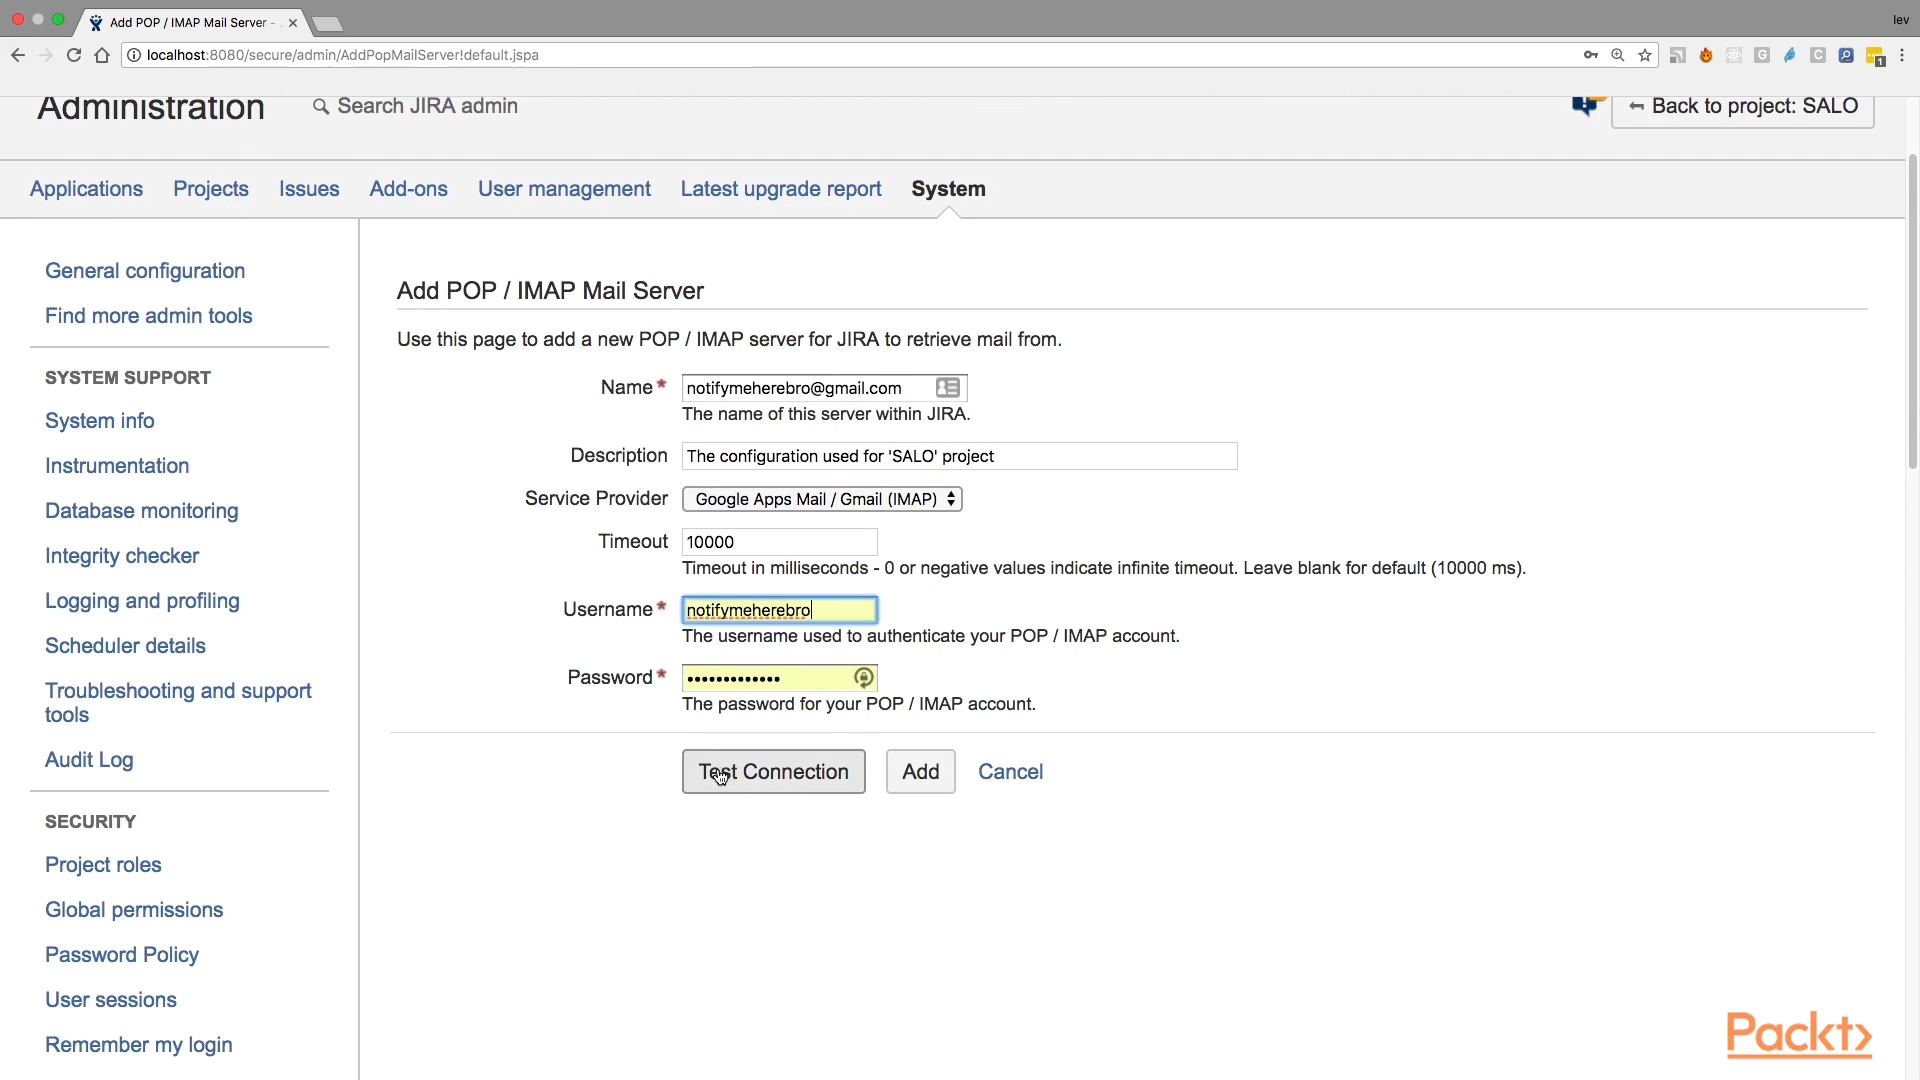 Add POP / IMAP Mail Server -
lev
localhost:8080/secure/admin/AddPopMailServer!default.jspa
1
Administration
Search JIRA admin
Back to project: SALO
Applications Projects Issues Add-ons User management Latest upgrade report System
General configuration
Find more admin tools
SYSTEM SUPPORT
System info
Instrumentation
Database monitoring
Integrity checker
Logging and profiling
Scheduler details
Troubleshooting and support
tools
Audit Log
SECURITY
Project roles
Global permissions
Password Policy
User sessions
Remember my login
Add POP / IMAP Mail Server
Use this page to add a new POP / IMAP server for JIRA to retrieve mail from.
Name* notifymeherebro@gmail.com
The name of this server within JIRA.
Description The configuration used for 'SALO' project
Service Provider Google Apps Mail / Gmail (IMAP)
Timeout 10000
Timeout in milliseconds - 0 or negative values indicate infinite timeout. Leave blank for default (10000 ms).
Username* notifymeherebro
The username used to authenticate your POP / IMAP account.
Password* •••••••••••••
The password for your POP / IMAP account.
Test Connection Add Cancel
Packt